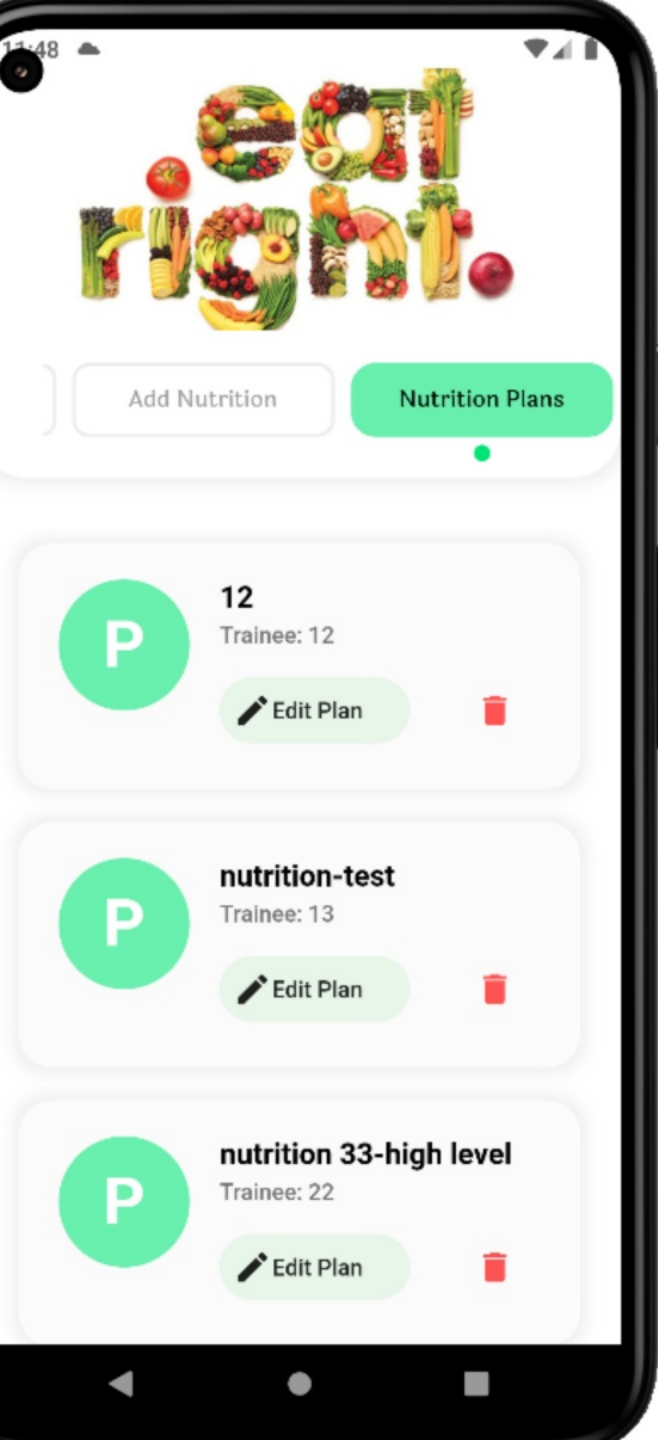 11:48
.eat
right.
Add Nutrition
Nutrition Plans
P
12
Trainee: 12
Edit Plan
P
nutrition-test
Trainee: 13
Edit Plan
P
nutrition 33-high level
Trainee: 22
Edit Plan